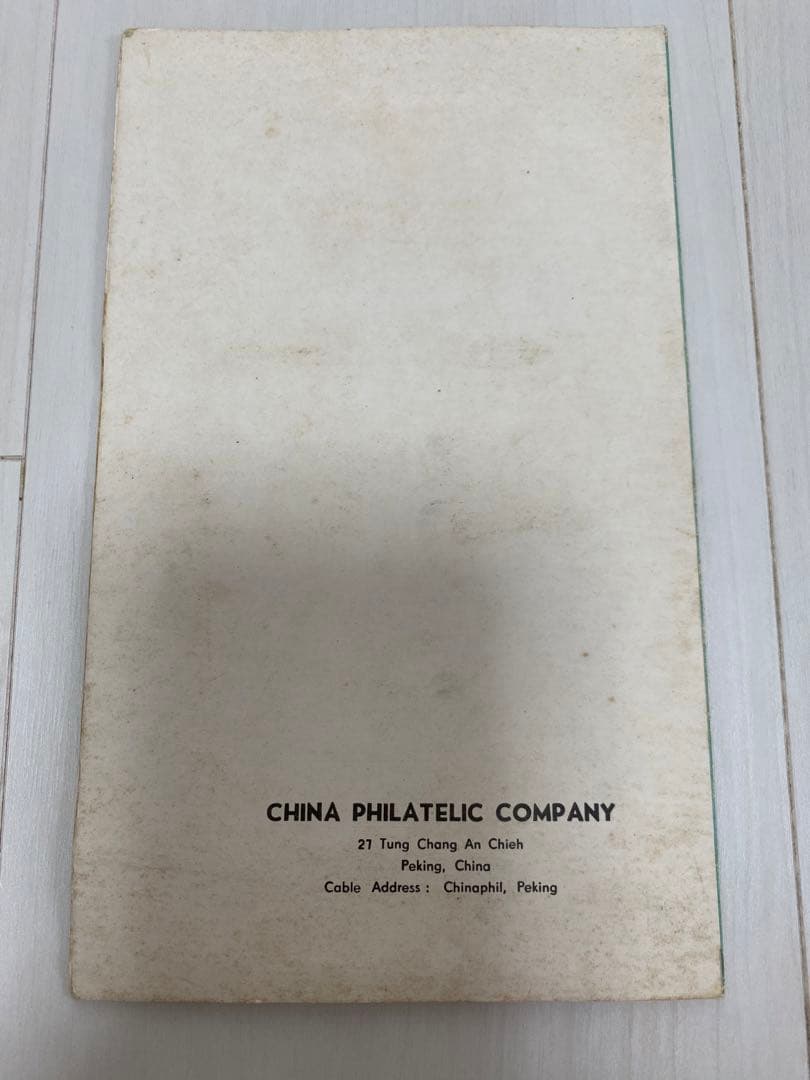 CHINA PHILATELIC COMPANY
27 Tung Chang An Chieh
Peking, China
Cable Address : Chinaphil, Peking